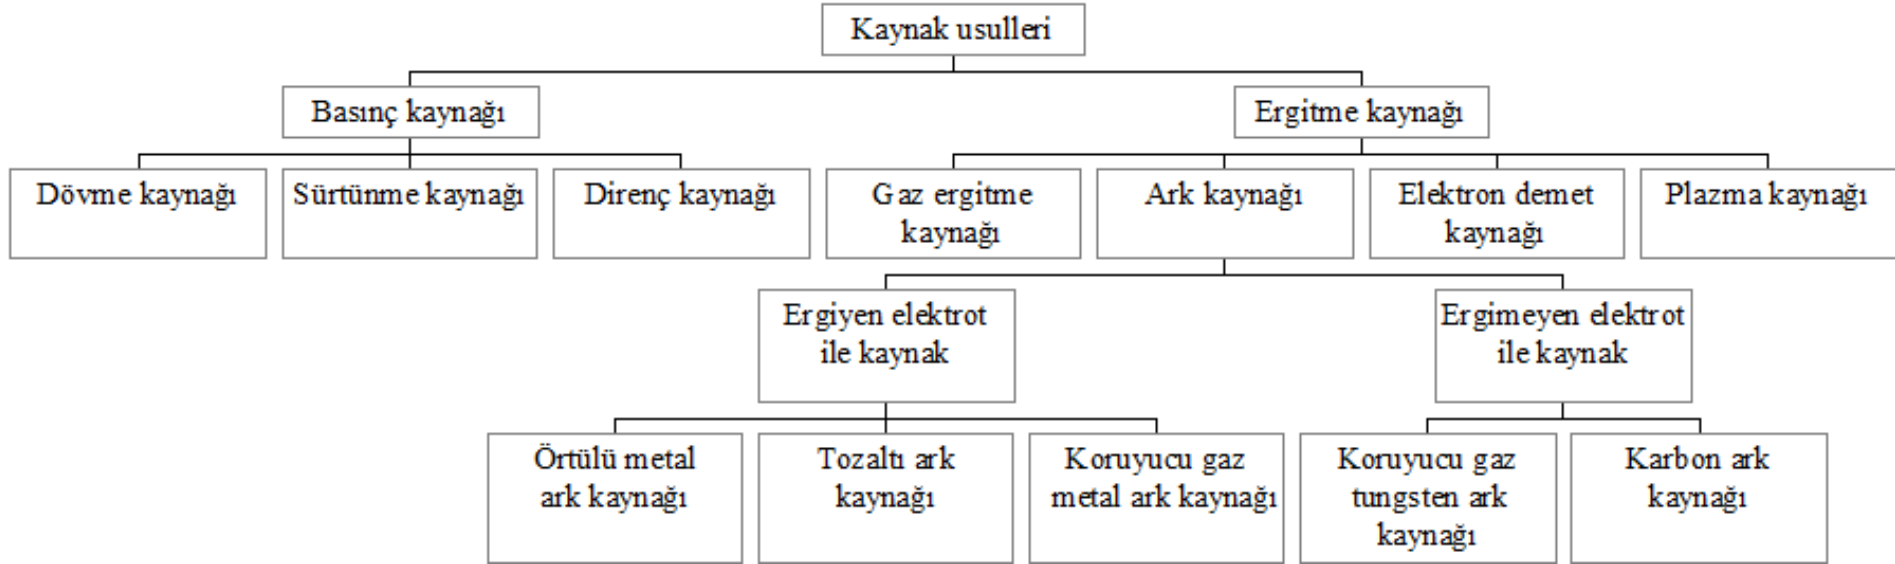 Kaynak usulleri
Basınç kaynağı
Ergitme kaynağı
Dövme kaynağı
Sürtünme kaynağı
Direnç kaynağı
Gaz ergitme
kaynağı
Ark kaynağı
Elektron demet
kaynağı
Plazma kaynağı
Ergiyen elektrot
ile kaynak
Ergimeyen elektrot
ile kaynak
Örtülü metal
ark kaynağı
Tozaltı ark
kaynağı
Koruyucu gaz
metal ark kaynağı
Koruyucu gaz
tungsten ark
kaynağı
Karbon ark
kaynağı